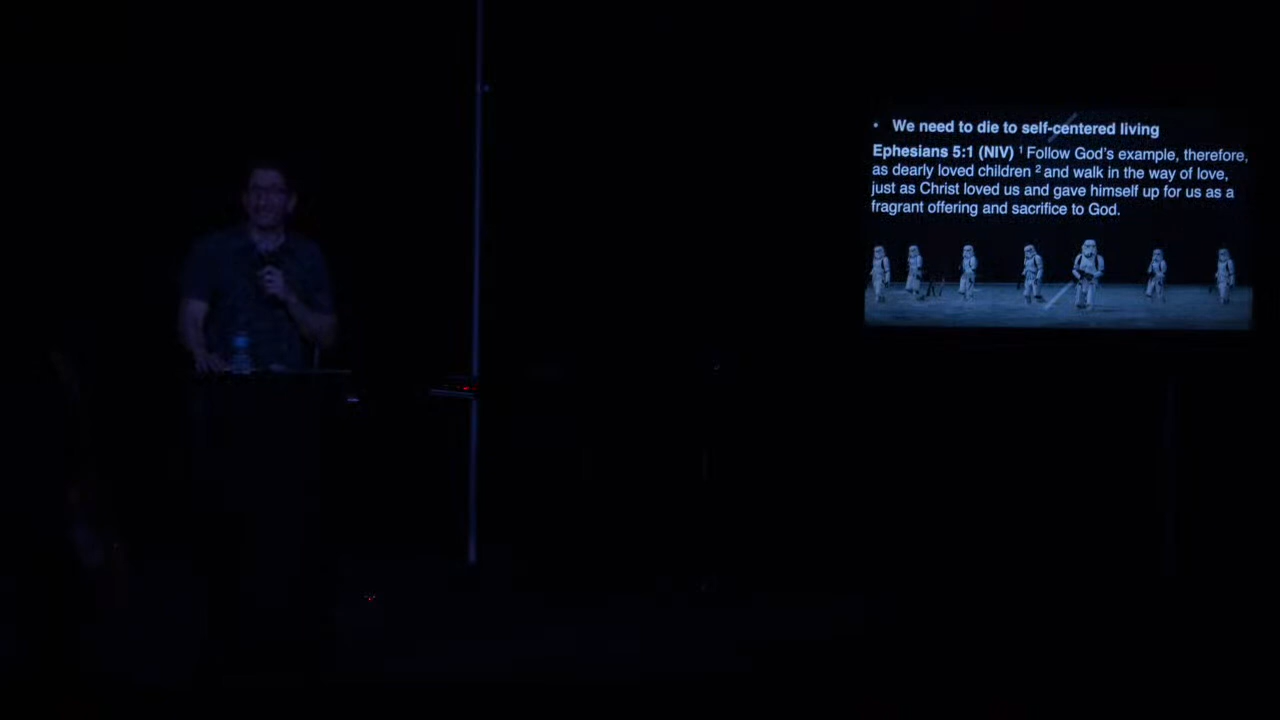 • We need to die to self-centered living
Ephesians 5:1 (NIV) ¹ Follow God's example, therefore,
as dearly loved children ² and walk in the way of love,
just as Christ loved us and gave himself up for us as a
fragrant offering and sacrifice to God.